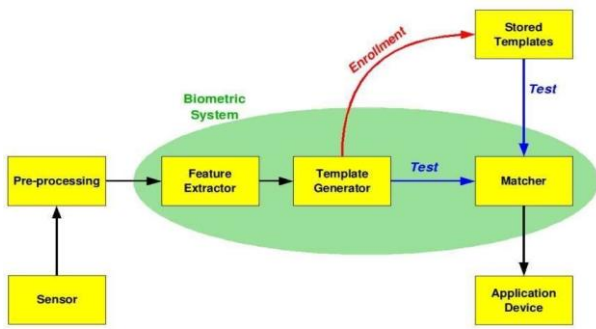 Stored
Templates
Enrollment
Test
Biometric
System
Pre-processing
Feature
Extractor
Template
Generator
Test
Matcher
Sensor
Application
Device